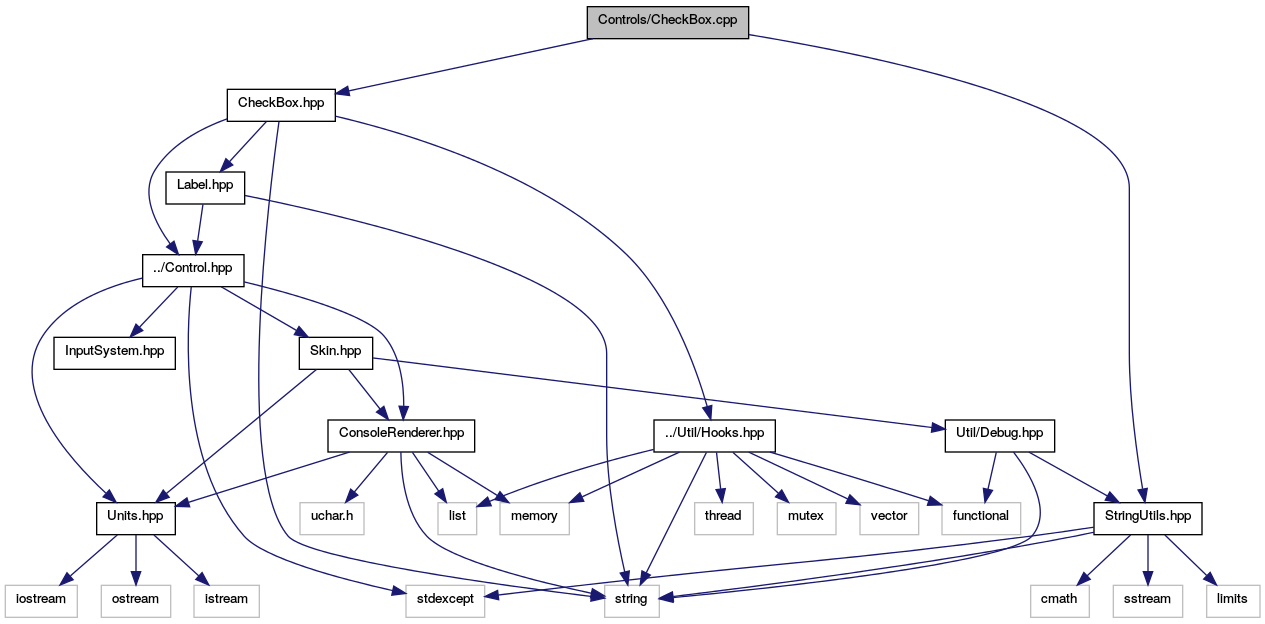 Controls/CheckBox.cpp
CheckBox.hpp
Label.hpp
../Control.hpp
InputSystem.hpp
Skin.hpp
ConsoleRenderer.hpp
../Util/Hooks.hpp
Util/Debug.hpp
Units.hpp
uchar.h
list
memory
thread
mutex
vector
functional
StringUtils.hpp
iostream
ostream
istream
stdexcept
string
cmath
sstream
limits